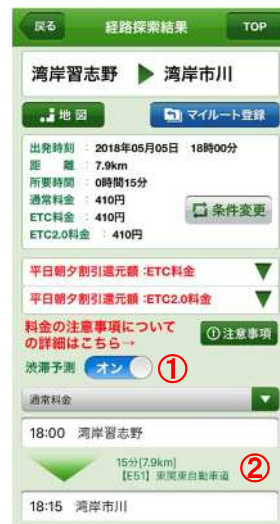 戻る 経路探索結果 TOP
湾岸習志野 ▶ 湾岸市川
地図 マイルート登録
出発時刻 : 2018年05月05日 18時00分
距 離 : 7.9km
所要時間 : 0時間15分
通常料金 : 410円
ETC料金 : 410円
ETC2.0料金 : 410円
条件変更
平日朝夕割引還元額 :ETC料金
平日朝夕割引還元額 :ETC2.0料金
料金の注意事項について
の詳細はこちら→
注意事項
渋滞予測 オン ①
通常料金
18:00 湾岸習志野
15分[7.9km]
【E51】東関東自動車道 ②
18:15 湾岸市川